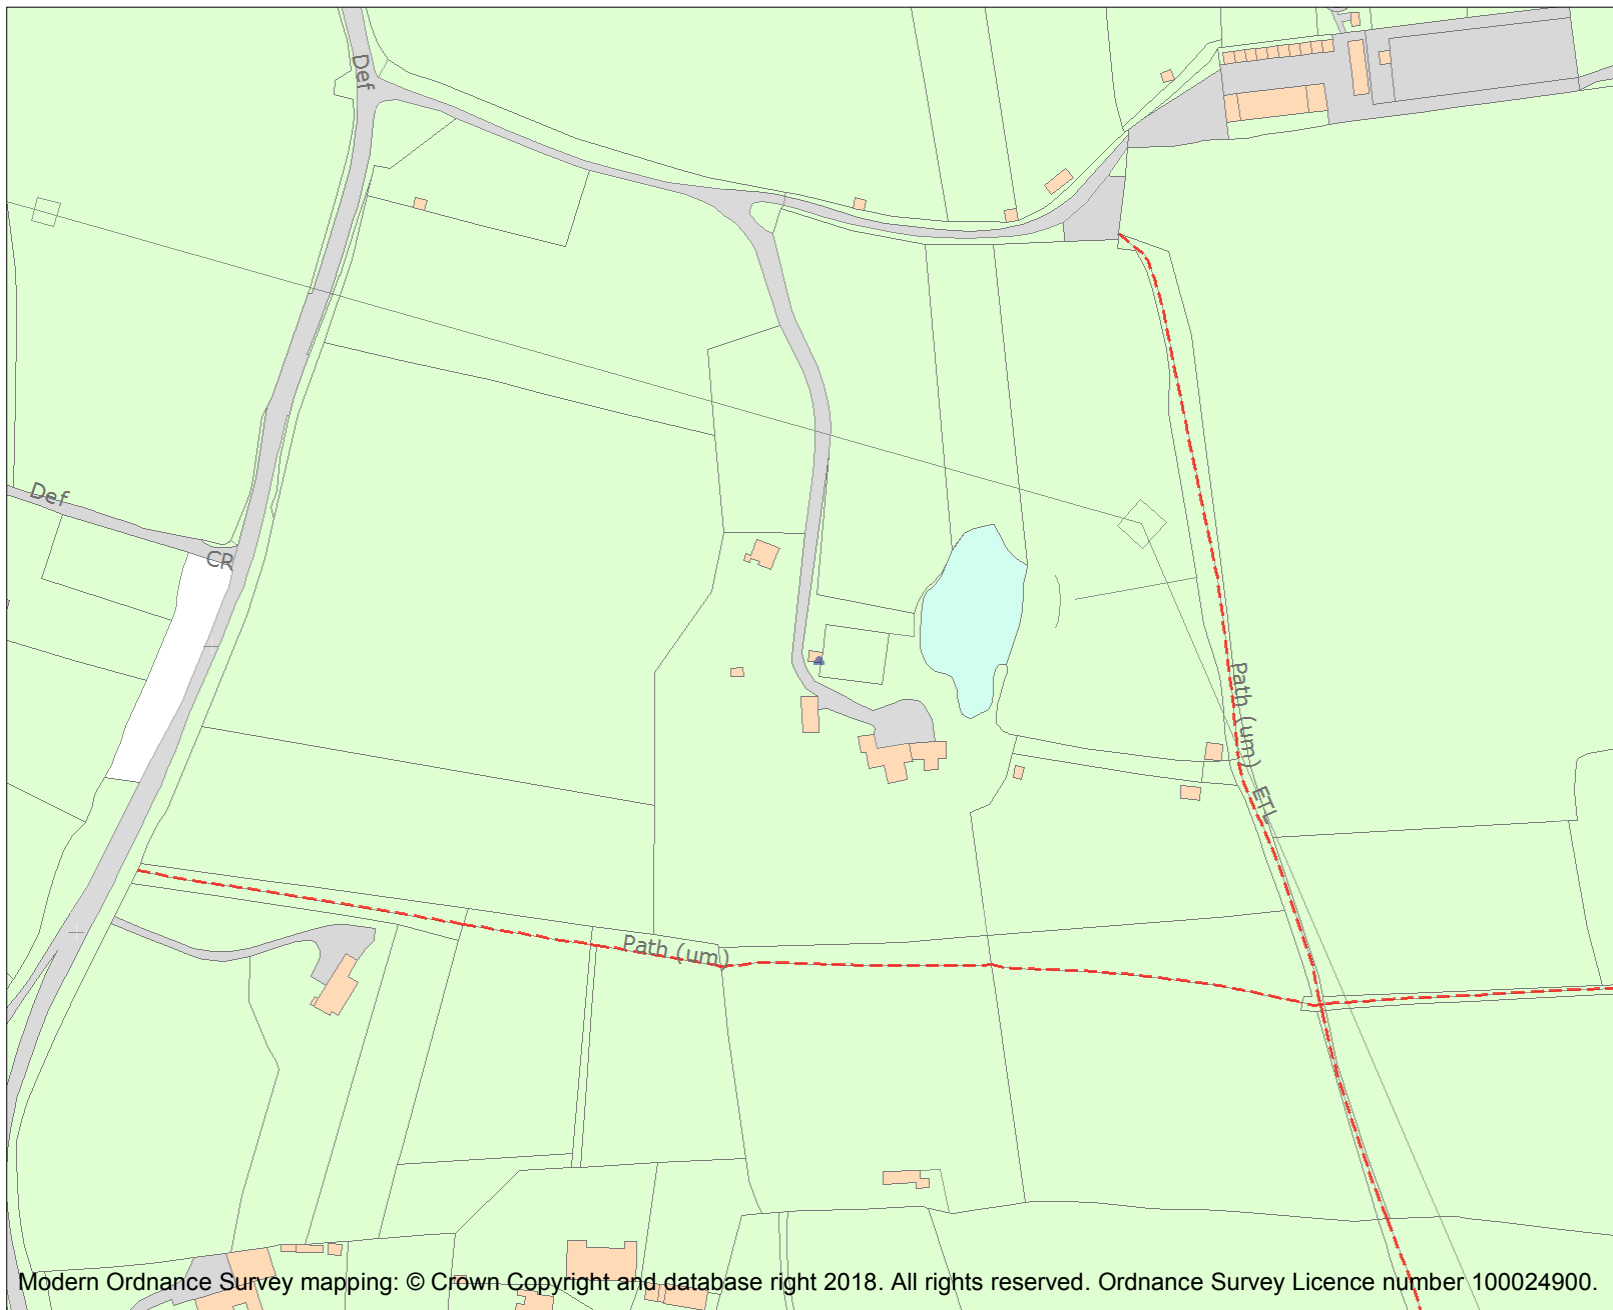 Def
Def
CR
Path (um)
ETL
Path (um)
Modern Ordnance Survey mapping: © Crown Copyright and database right 2018. All rights reserved. Ordnance Survey Licence number 100024900.